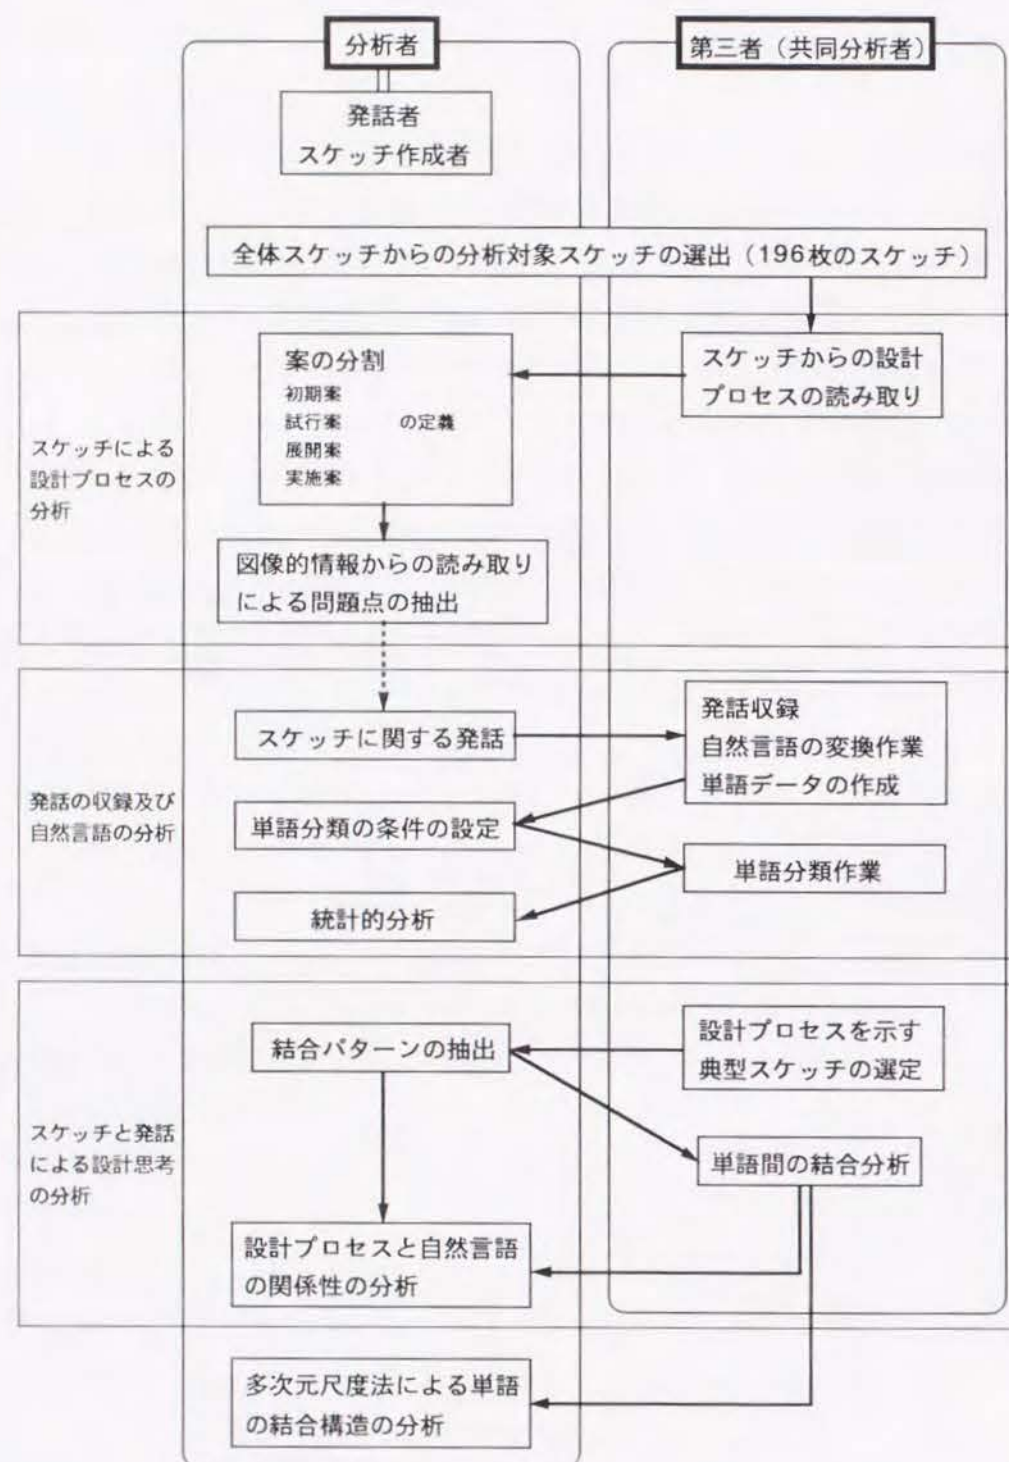 分析者
第三者（共同分析者）
発話者
スケッチ作成者
全体スケッチからの分析対象スケッチの選出（196枚のスケッチ）
スケッチによる
設計プロセスの
分析
案の分割
初期案
試行案　の定義
展開案
実施案
スケッチからの設計
プロセスの読み取り
図像的情報からの読み取り
による問題点の抽出
発話の収録及び
自然言語の分析
スケッチに関する発話
発話収録
自然言語の変換作業
単語データの作成
単語分類の条件の設定
単語分類作業
統計的分析
スケッチと発話
による設計思考
の分析
結合パターンの抽出
設計プロセスを示す
典型スケッチの選定
単語間の結合分析
設計プロセスと自然言語
の関係性の分析
多次元尺度法による単語
の結合構造の分析